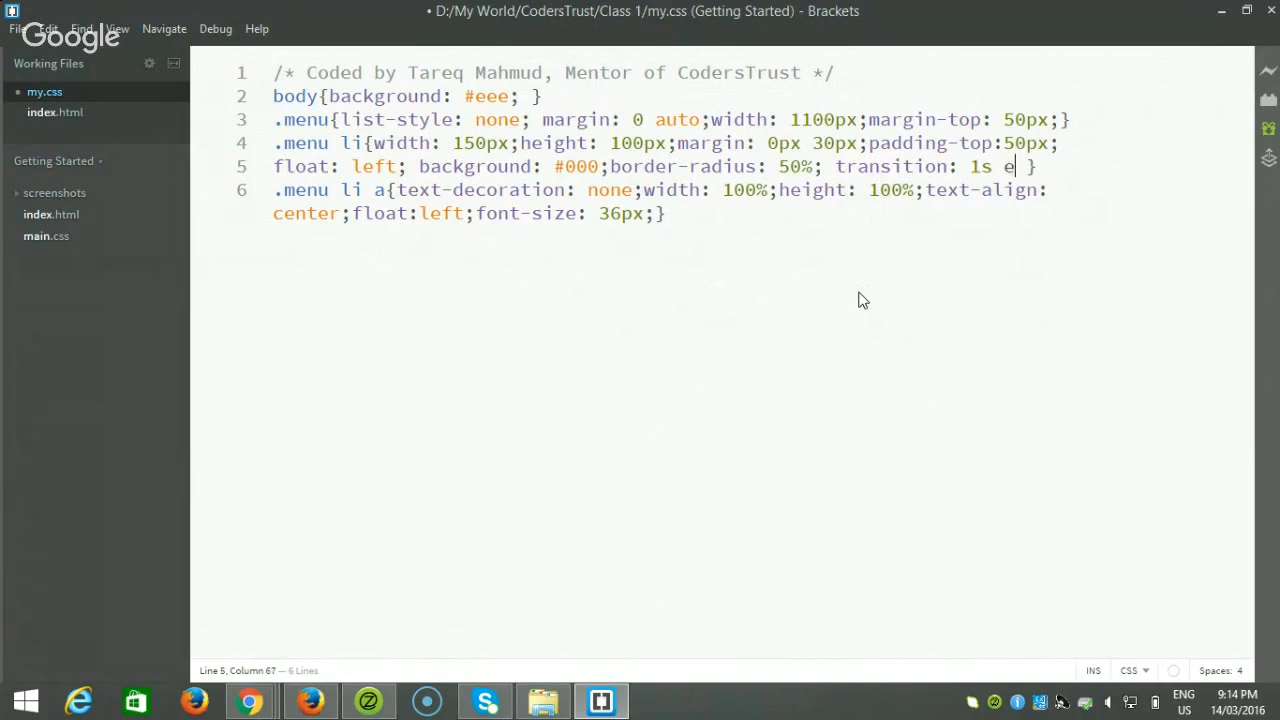 • D:/My World/CodersTrust/Class 1/my.css (Getting Started) - Brackets
File Edit Find View Navigate Debug Help
Google
Working Files
• my.css
index.html
Getting Started
screenshots
index.html
main.css
1 /* Coded by Tareq Mahmud, Mentor of CodersTrust */
2 body{background: #eee; }
3 .menu{list-style: none; margin: 0 auto;width: 1100px;margin-top: 50px;}
4 .menu li{width: 150px;height: 100px;margin: 0px 30px;padding-top:50px;
5 float: left; background: #000;border-radius: 50%; transition: 1s e }
6 .menu li a{text-decoration: none;width: 100%;height: 100%;text-align:
center;float:left;font-size: 36px;}
Line 5, Column 67 — 6 Lines
INS CSS Spaces: 4
ENG 9:14 PM
US 14/03/2016